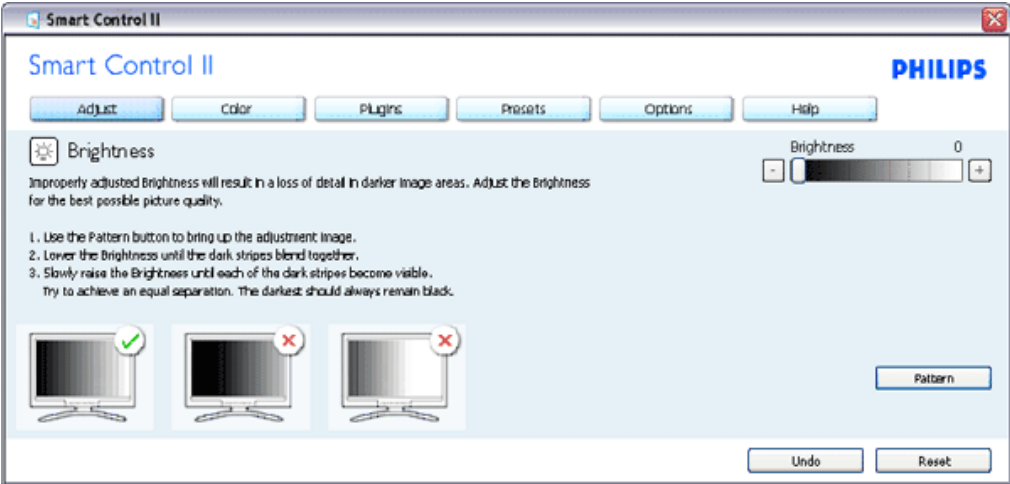 Smart Control II
Smart Control II
PHILIPS
Adjust Color Plugins Presets Options Help
Brightness
Brightness 0
- +
Improperly adjusted Brightness will result in a loss of detail in darker image areas. Adjust the Brightness
for the best possible picture quality.
1. Use the Pattern button to bring up the adjustment image.
2. Lower the Brightness until the dark stripes blend together.
3. Slowly raise the Brightness until each of the dark stripes become visible.
Try to achieve an equal separation. The darkest should always remain black.
Pattern
Undo Reset